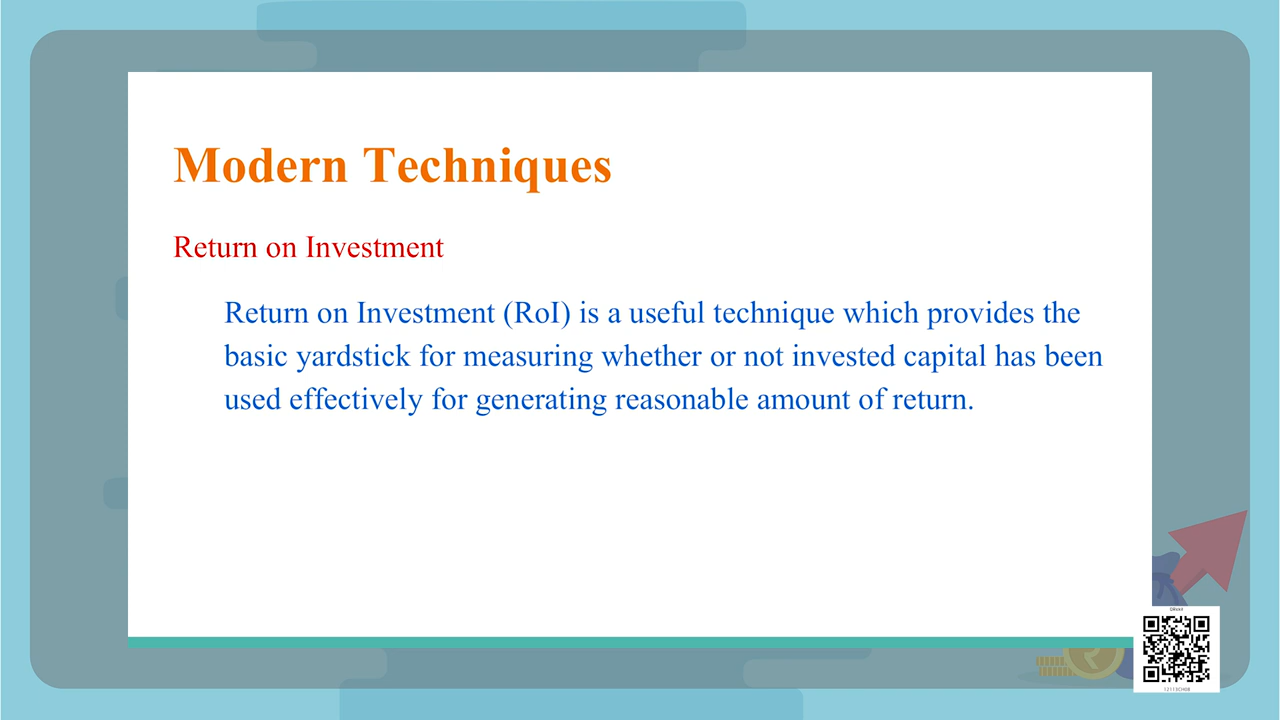 Modern Techniques
Return on Investment
Return on Investment (RoI) is a useful technique which provides the
basic yardstick for measuring whether or not invested capital has been
used effectively for generating reasonable amount of return.
12113CH08